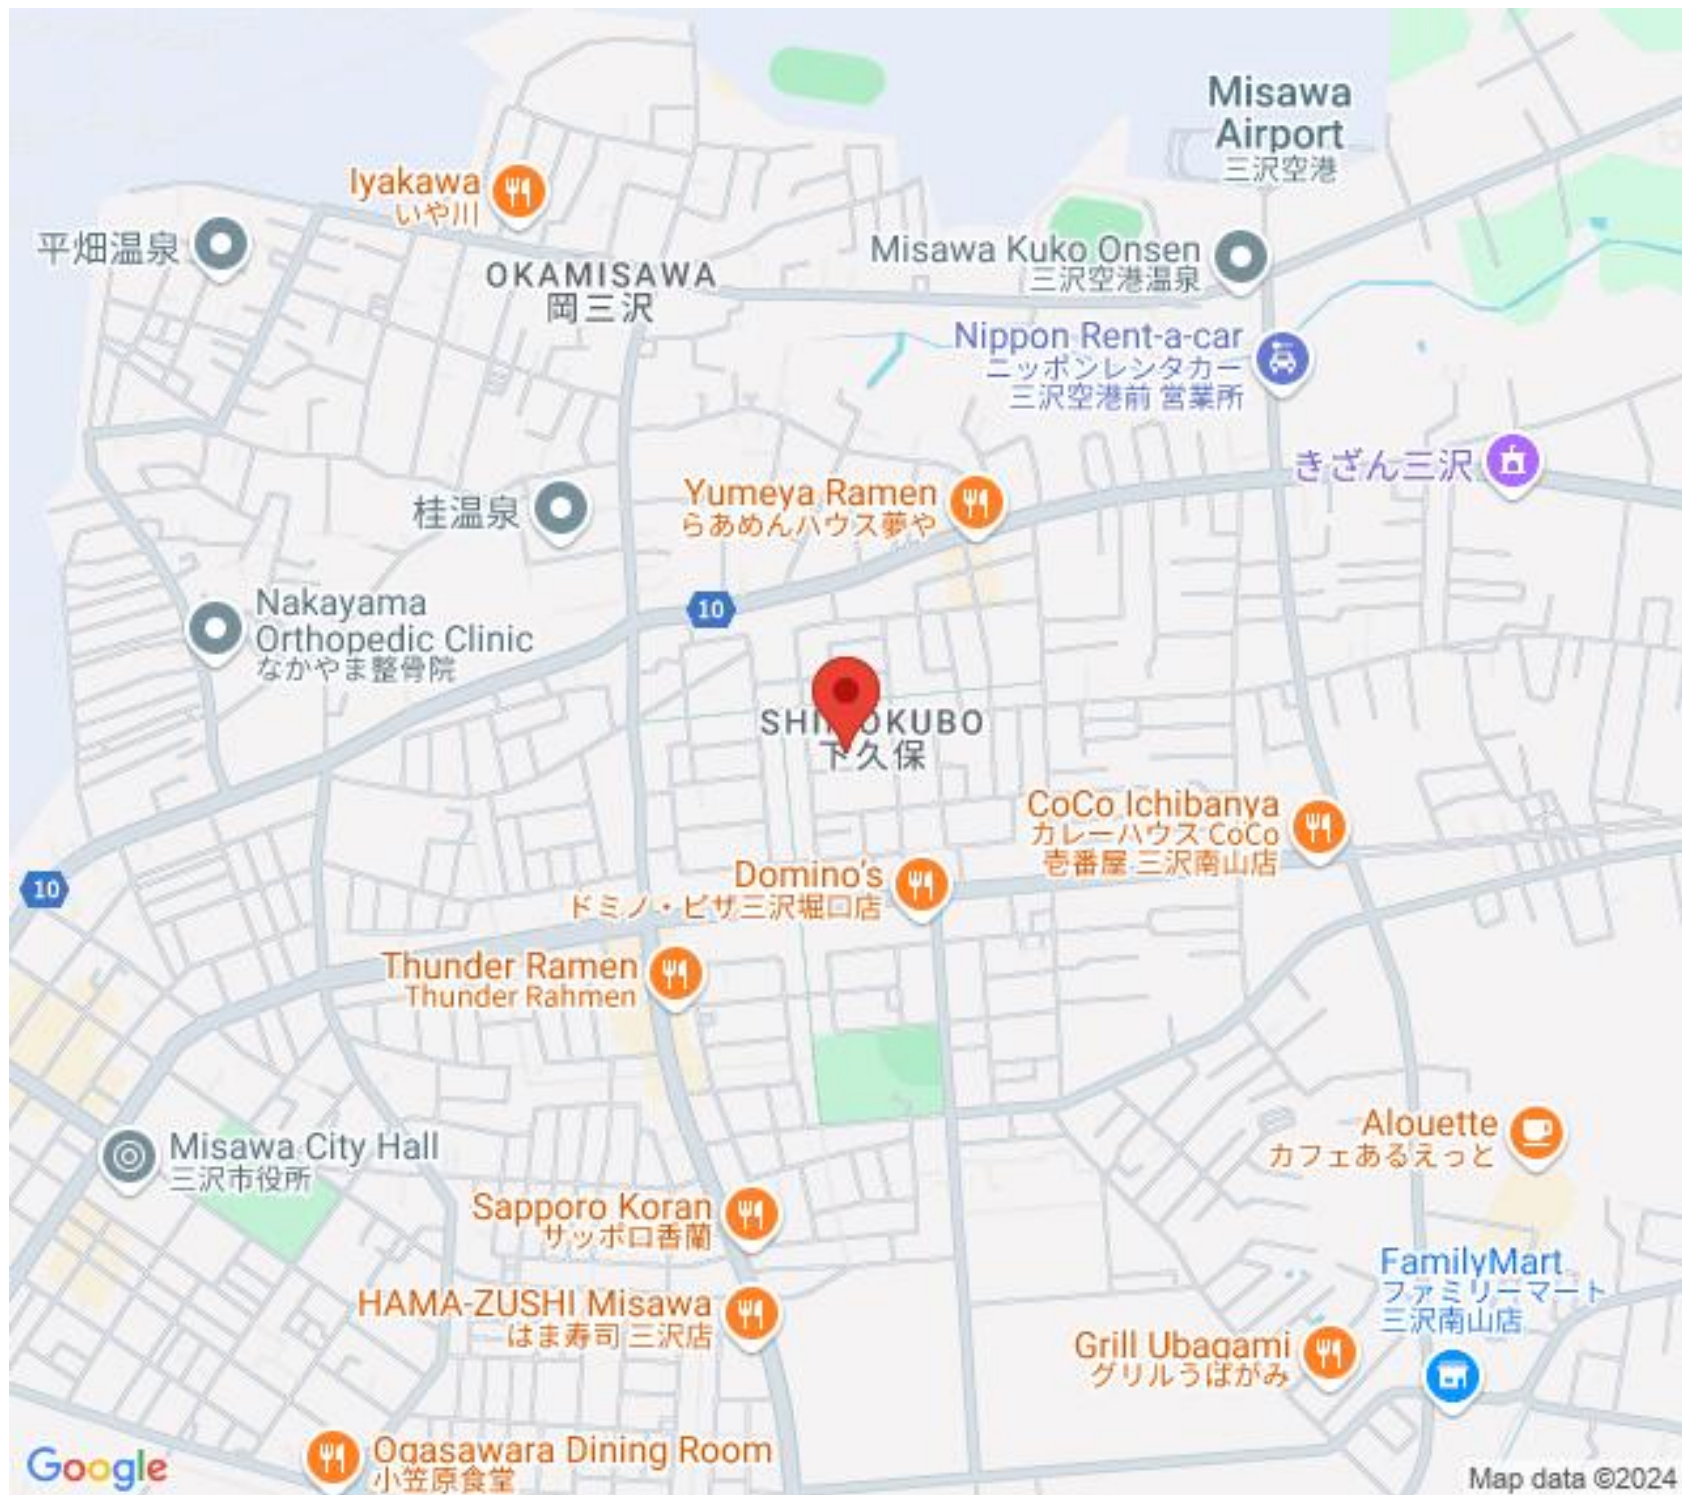 Misawa
Airport
三沢空港
Iyakawa
いや川
平畑温泉
OKAMISAWA
岡三沢
Misawa Kuko Onsen
三沢空港温泉
Nippon Rent-a-car
ニッポンレンタカー
三沢空港前 営業所
きざん三沢
桂温泉
Yumeya Ramen
らあめんハウス夢や
10
Nakayama
Orthopedic Clinic
なかやま整骨院
下久保
CoCo Ichibanya
カレーハウス CoCo
壱番屋 三沢南山店
10
Domino's
ドミノ・ピザ三沢堀口店
Thunder Ramen
Thunder Rahmen
Misawa City Hall
三沢市役所
Alouette
カフェあるえっと
Sapporo Koran
サッポロ香蘭
FamilyMart
ファミリーマート
三沢南山店
HAMA-ZUSHI Misawa
はま寿司 三沢店
Grill Ubagami
グリルうばがみ
Ogasawara Dining Room
小笠原食堂
Google
Map data ©2024